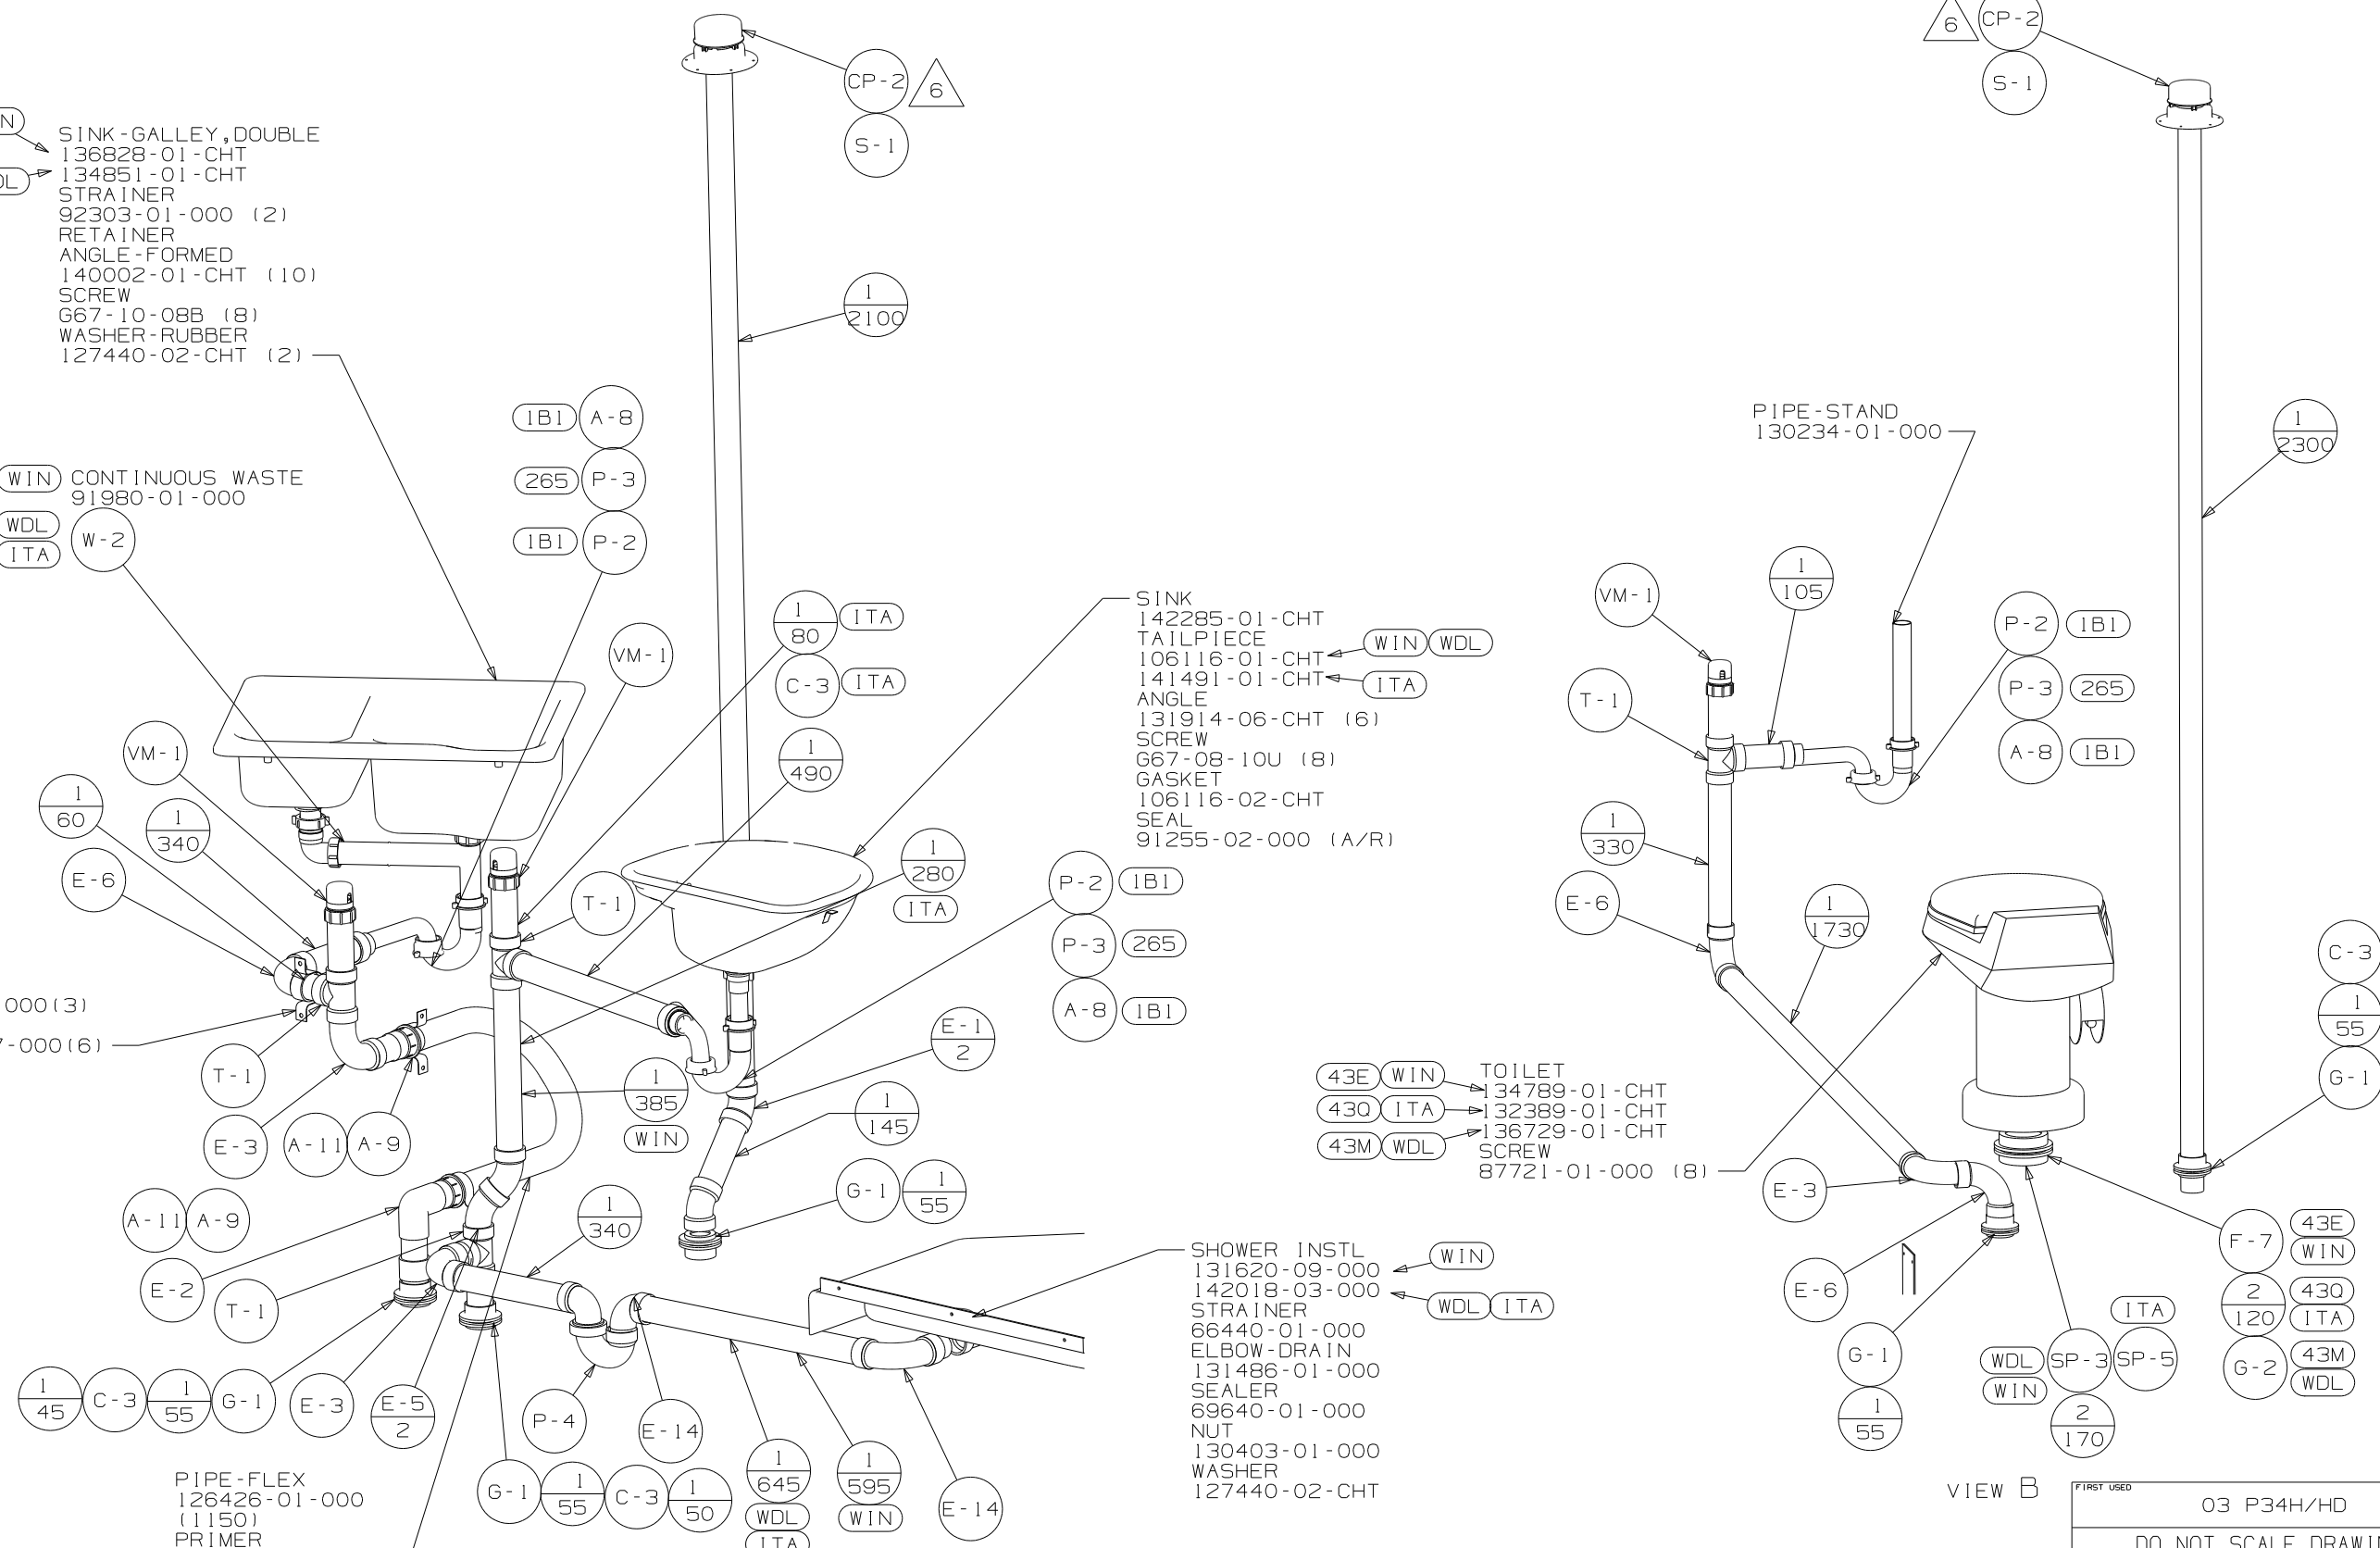 CP-2
6
S-1
6
CP-2
S-1
SINK-GALLEY,DOUBLE
136828-01-CHT
134851-01-CHT
STRAINER
92303-01-000 (2)
RETAINER
ANGLE-FORMED
140002-01-CHT (10)
SCREW
G67-10-08B (8)
WASHER-RUBBER
127440-02-CHT (2)
1
2100
1B1 A-8
265 P-3
1B1 P-2
WIN CONTINUOUS WASTE
91980-01-000
WDL
ITA
W-2
PIPE-STAND
130234-01-000
1
2300
1
80
ITA
C-3 ITA
VM-1
1
490
SINK
142285-01-CHT
TAILPIECE
106116-01-CHT WIN WDL
141491-01-CHT ITA
ANGLE
131914-06-CHT (6)
SCREW
G67-08-10U (8)
GASKET
106116-02-CHT
SEAL
91255-02-000 (A/R)
VM-1
1
105
P-2 1B1
P-3 265
A-8 1B1
T-1
1
330
E-6
1
1730
VM-1
1
60
1
340
E-6
T-1
1
280
ITA
P-2 1B1
P-3 265
A-8 1B1
000(3)
-000(6)
T-1
E-3
A-11 A-9
1
385
WIN
E-1
2
1
145
G-1
1
55
A-11 A-9
E-2
T-1
1
340
43E WIN
43Q ITA
43M WDL
TOILET
134789-01-CHT
132389-01-CHT
136729-01-CHT
SCREW
87721-01-000 (8)
C-3
1
55
G-1
E-3
E-6
G-1
1
55
F-7
43E
WIN
2
120
43Q
ITA
G-2
43M
WDL
ITA
WDL
WIN
SP-3 SP-5
2
170
SHOWER INSTL
131620-09-000 WIN
142018-03-000 WDL ITA
STRAINER
66440-01-000
ELBOW-DRAIN
131486-01-000
SEALER
69640-01-000
NUT
130403-01-000
WASHER
127440-02-CHT
1
45
C-3
1
55
G-1
E-3
E-5
2
P-4
E-14
G-1
1
55
C-3
1
50
1
645
WDL
ITA
1
595
WIN
E-14
PIPE-FLEX
126426-01-000
(1150)
PRIMER
VIEW B
FIRST USED
03 P34H/HD
DO NOT SCALE